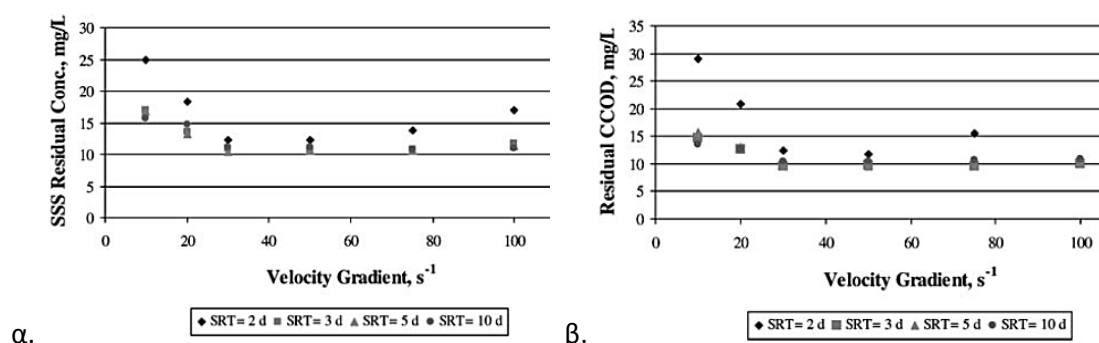 30
25
20
15
10
5
0
SSS Residual Conc., mg/L
0 20 40 60 80 100
Velocity Gradient, s⁻¹
◆ SRT= 2 d ■ SRT= 3 d ▲ SRT= 5 d ● SRT= 10 d
α.
35
30
25
20
15
10
5
0
Residual CCOD, mg/L
0 20 40 60 80 100
Velocity Gradient, s⁻¹
◆ SRT= 2 d ■ SRT= 3 d ▲ SRT= 5 d ● SRT= 10 d
β.